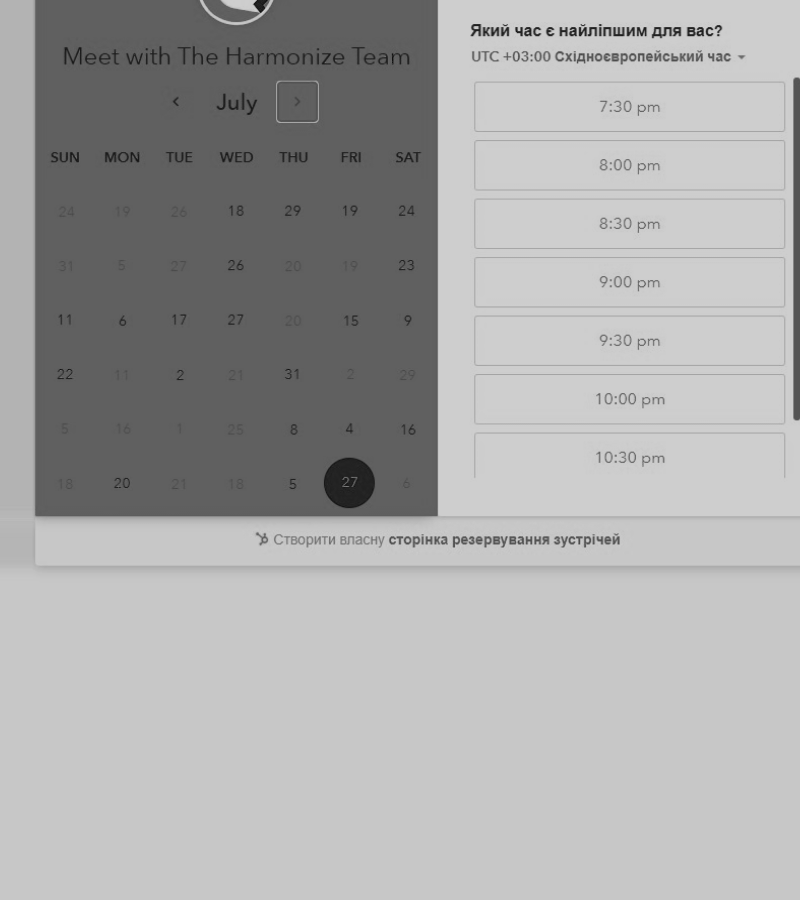 Meet with The Harmonize Team
July
SUN MON TUE WED THU FRI SAT
24 19 26 18 29 19 24
31 5 27 26 20 19 23
11 6 17 27 20 15 9
22 11 2 21 31 2 29
5 16 1 25 8 4 16
18 20 21 18 5 27 6
Який час є найліпшим для вас?
UTC +03:00 Східноєвропейський час
7:30 pm
8:00 pm
8:30 pm
9:00 pm
9:30 pm
10:00 pm
10:30 pm
Створити власну сторінка резервування зустрічей